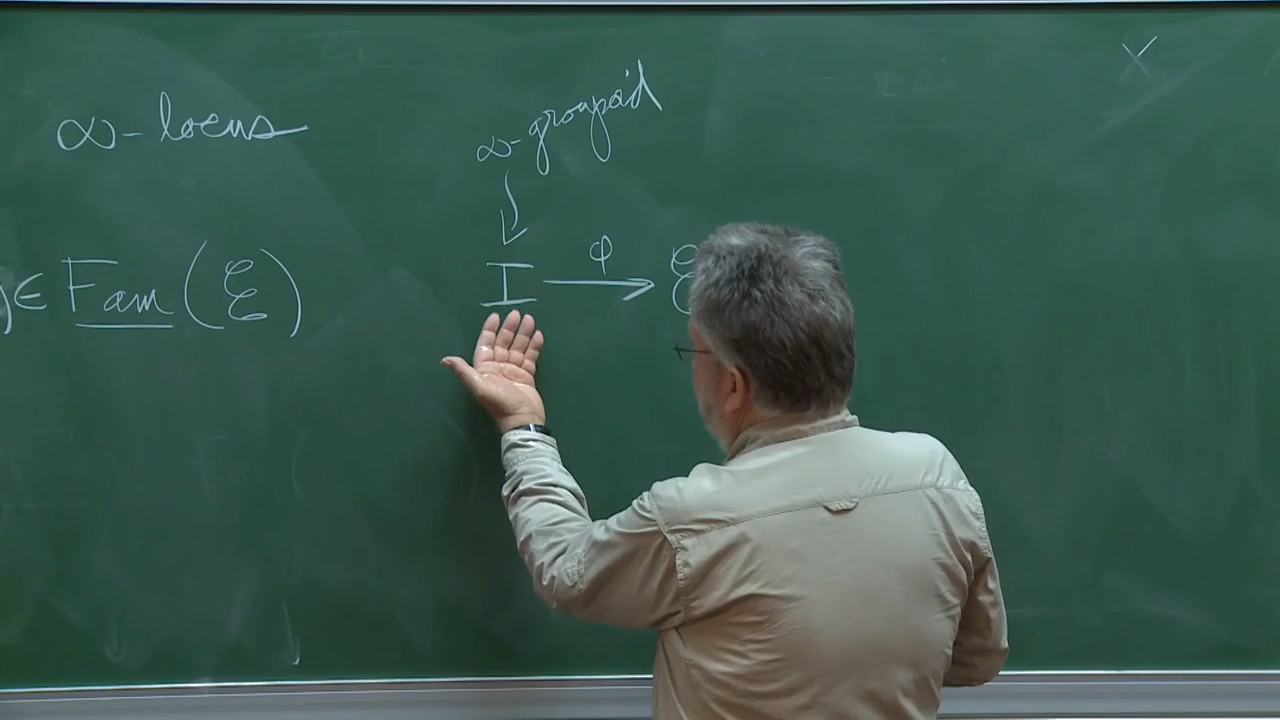 ∞-locus
) ∈ Fam(ℰ)
∞-groupoid
↓
I —φ→ ℰ
X